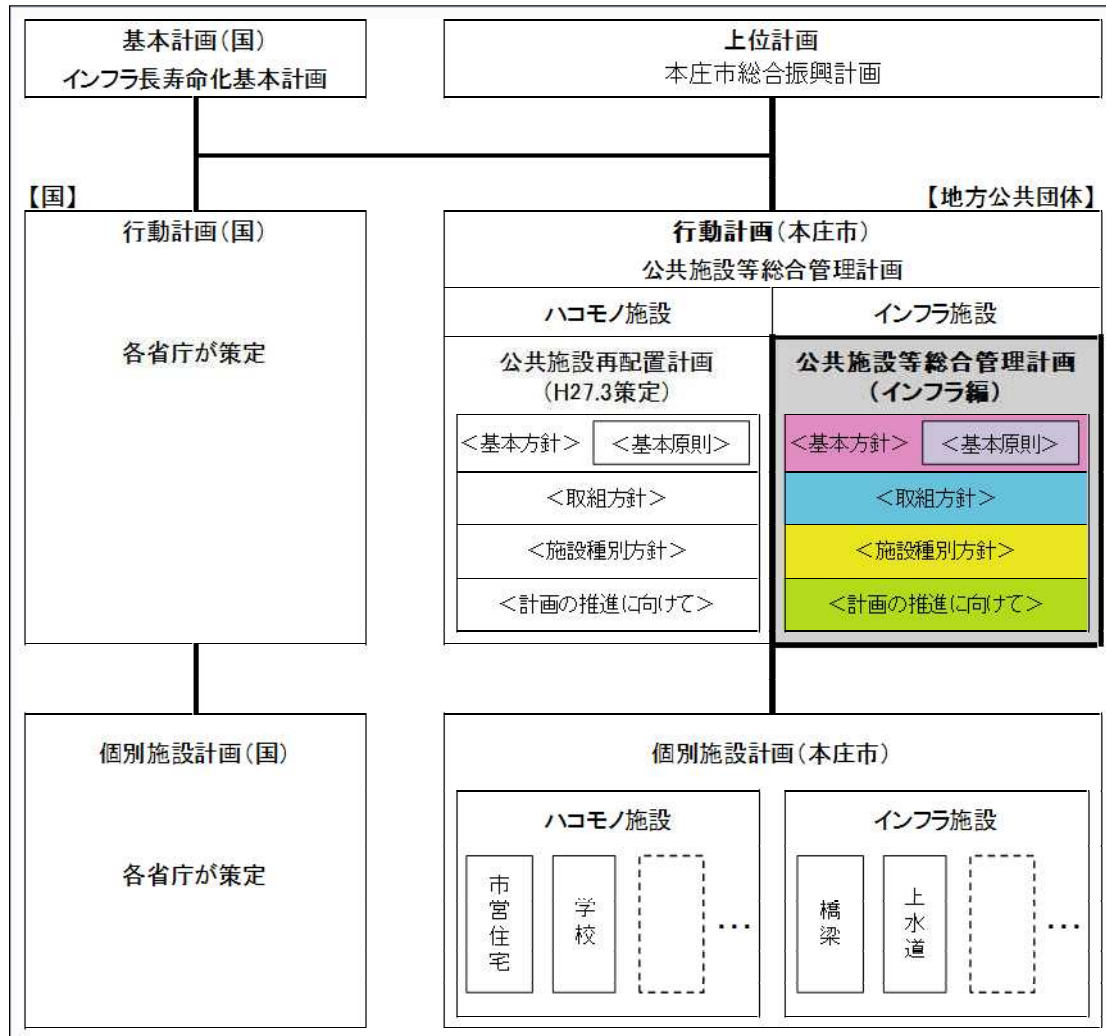 基本計画(国)
インフラ長寿命化基本計画
上位計画
本庄市総合振興計画
【国】
【地方公共団体】
行動計画(国)
各省庁が策定
行動計画(本庄市)
公共施設等総合管理計画
ハコモノ施設
インフラ施設
公共施設再配置計画
(H27.3策定)
<基本方針>
<基本原則>
<取組方針>
<施設種別方針>
<計画の推進に向けて>
公共施設等総合管理計画
(インフラ編)
<基本方針>
<基本原則>
<取組方針>
<施設種別方針>
<計画の推進に向けて>
個別施設計画(国)
各省庁が策定
個別施設計画(本庄市)
ハコモノ施設
市営住宅
学校
…
インフラ施設
橋梁
上水道
…